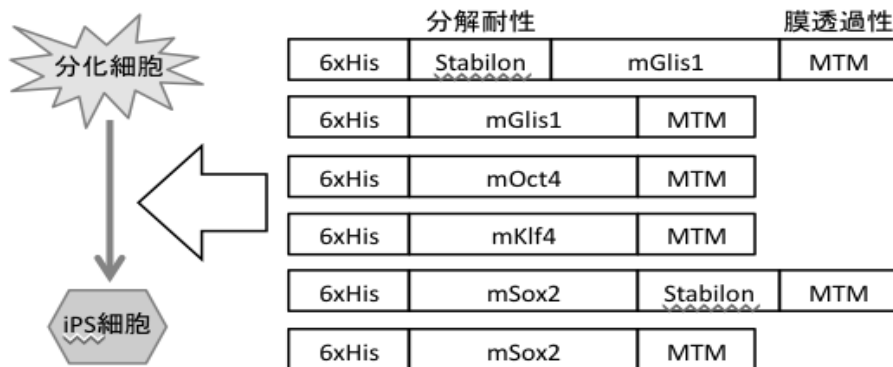 分解耐性 膜透過性
分化細胞
6xHis Stabilon mGlis1 MTM
6xHis mGlis1 MTM
6xHis mOct4 MTM
6xHis mKlf4 MTM
6xHis mSox2 Stabilon MTM
iPS細胞
6xHis mSox2 MTM